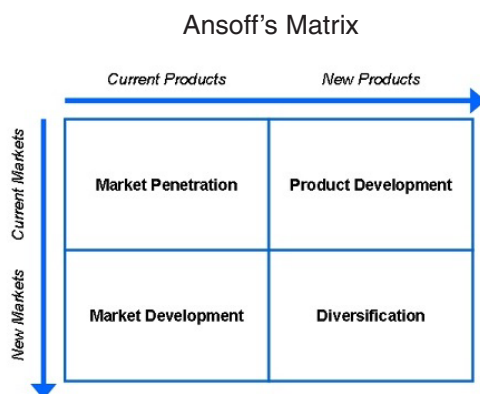 Ansoff's Matrix
Current Products
New Products
Current Markets
Market Penetration
Product Development
New Markets
Market Development
Diversification